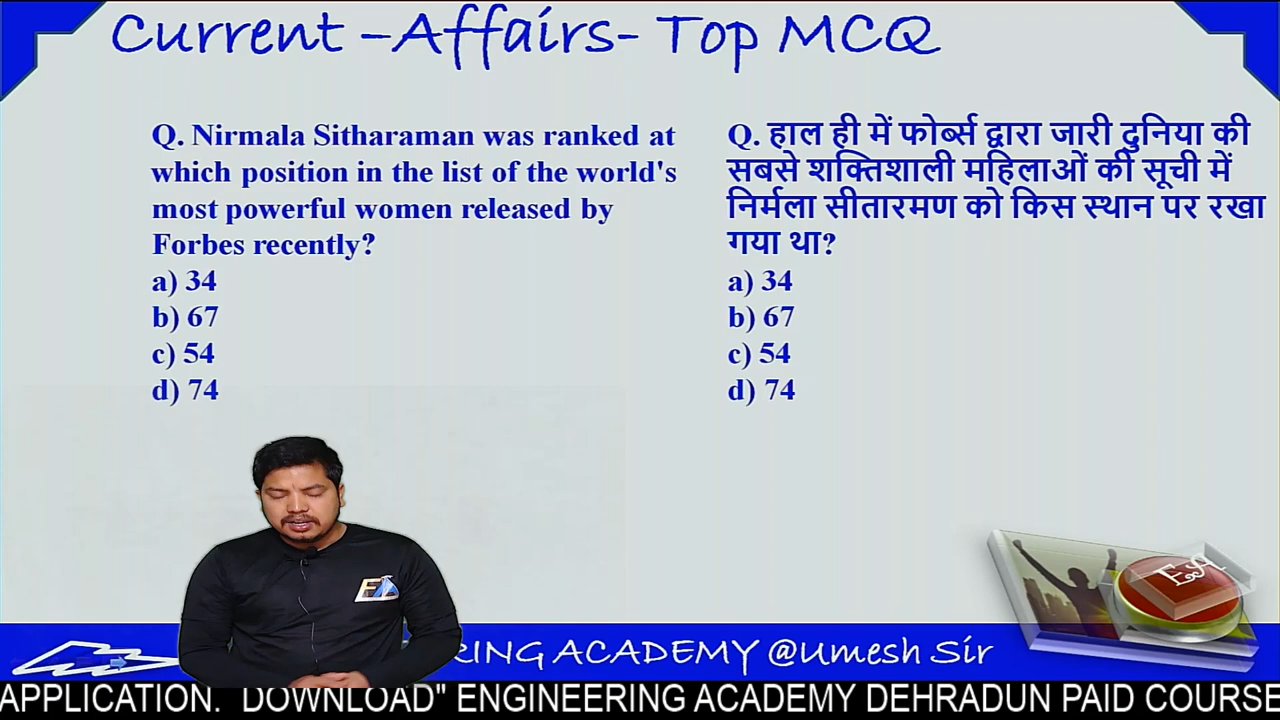 Current –Affairs- Top MCQ
Q. Nirmala Sitharaman was ranked at
which position in the list of the world's
most powerful women released by
Forbes recently?
a) 34
b) 67
c) 54
d) 74
Q. हाल ही में फोर्ब्स द्वारा जारी दुनिया की
सबसे शक्तिशाली महिलाओं की सूची में
निर्मला सीतारमण को किस स्थान पर रखा
गया था?
a) 34
b) 67
c) 54
d) 74
EA
ACADEMY @Umesh Sir
APPLICATION. "DOWNLOAD" ENGINEERING ACADEMY DEHRADUN PAID COURSE